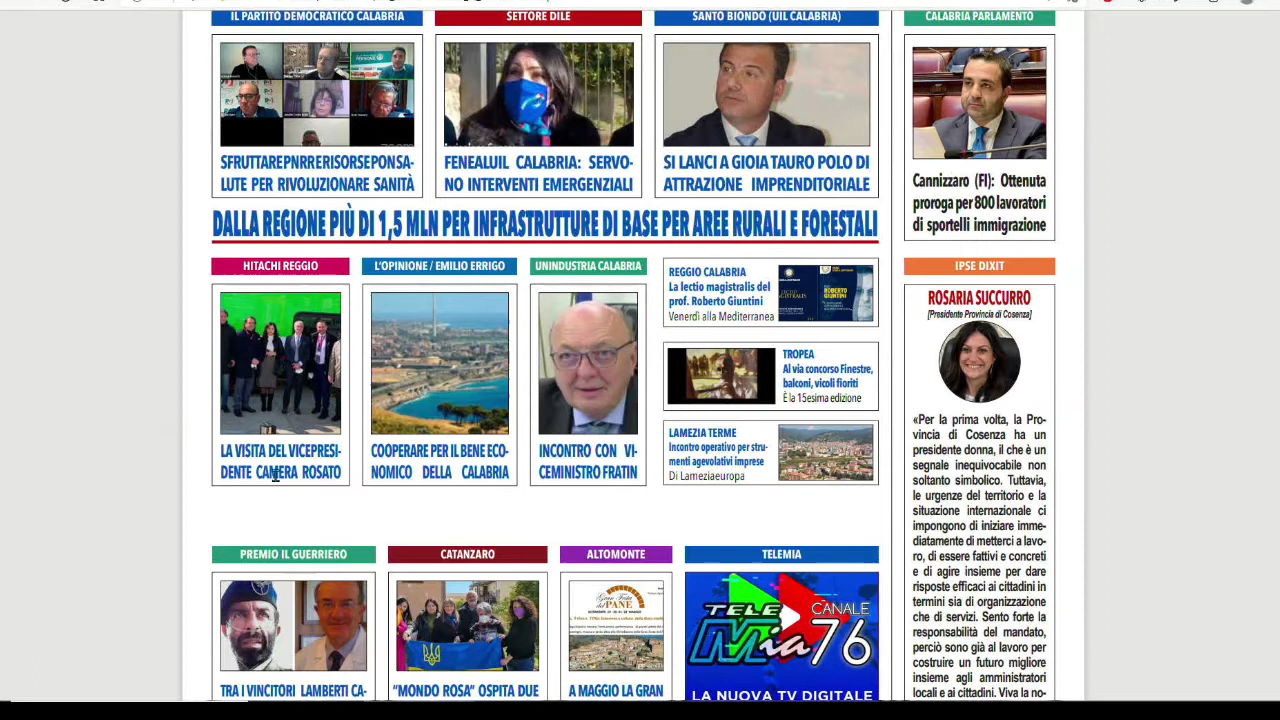 IL PARTITO DEMOCRATICO CALABRIA
SFRUTTARE PNRR E RISORSE PON SA-
LUTE PER RIVOLUZIONARE SANITÀ
SETTORE DILE
FENEALUIL CALABRIA: SERVO-
NO INTERVENTI EMERGENZIALI
SANTO BIONDO (UIL CALABRIA)
SI LANCI A GIOIA TAURO POLO DI
ATTRAZIONE IMPRENDITORIALE
CALABRIA PARLAMENTO
Cannizzaro (FI): Ottenuta
proroga per 800 lavoratori
di sportelli immigrazione
DALLA REGIONE PIÙ DI 1,5 MLN PER INFRASTRUTTURE DI BASE PER AREE RURALI E FORESTALI
HITACHI REGGIO
LA VISITA DEL VICEPRESI-
DENTE CAMERA ROSATO
L'OPINIONE / EMILIO ERRIGO
COOPERARE PER IL BENE ECO-
NOMICO DELLA CALABRIA
UNINDUSTRIA CALABRIA
INCONTRO CON VI-
CEMINISTRO FRATIN
REGGIO CALABRIA
La lectio magistralis del
prof. Roberto Giuntini
Venerdì alla Mediterranea
ROBERTO
GIUNTINI
TROPEA
Al via concorso Finestre,
balconi, vicoli fioriti
È la 15esima edizione
LAMEZIA TERME
Incontro operativo per stru-
menti agevolativi imprese
Di Lameziaeuropa
IPSE DIXIT
ROSARIA SUCCURRO
[Presidente Provincia di Cosenza]
«Per la prima volta, la Pro-
vincia di Cosenza ha un
presidente donna, il che è un
segnale inequivocabile non
soltanto simbolico. Tuttavia,
le urgenze del territorio e la
situazione internazionale ci
impongono di iniziare imme-
diatamente di metterci a lavo-
ro, di essere fattivi e concreti
e di agire insieme per dare
risposte efficaci ai cittadini in
termini sia di organizzazione
che di servizi. Sento forte la
responsabilità del mandato,
perciò sono già al lavoro per
costruire un futuro migliore
insieme agli amministratori
locali e ai cittadini. Viva la no-
PREMIO IL GUERRIERO
TRA I VINCITORI LAMBERTI CA-
CATANZARO
"MONDO ROSA" OSPITA DUE
ALTOMONTE
Gran Festa
del PANE
A MAGGIO LA GRAN
TELEMIA
TELE
Mia
CANALE
76
LA NUOVA TV DIGITALE